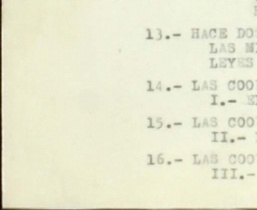 13.- HACE DO
LAS M
LEYES
14.- LAS COO
I.- E
15.- LAS COO
II.-
16.- LAS COO
III.-